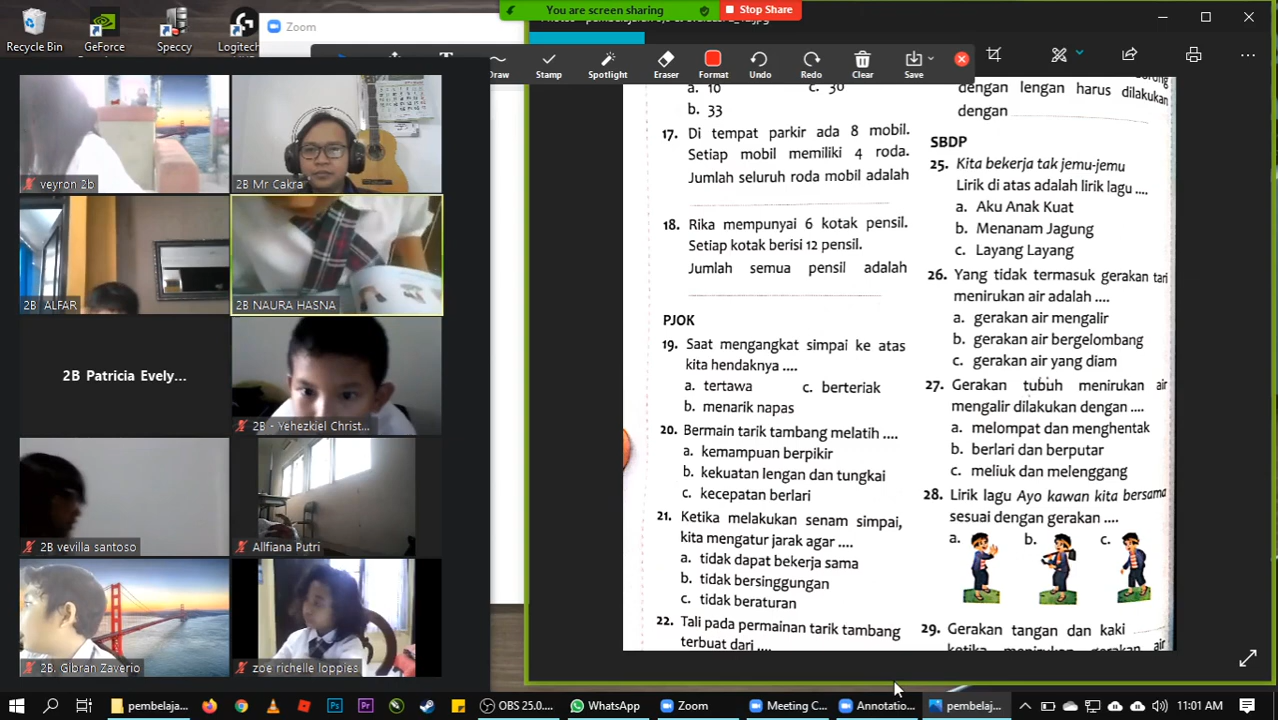 You are screen sharing
Stop Share
Recycle Bin
GeForce
Speccy
Logitech
Zoom
Draw
Stamp
Spotlight
Eraser
Format
Undo
Redo
Clear
Save
veyron 2b
2B Mr Cakra
2B ALFAR
2B NAURA HASNA
2B Patricia Evely...
2B - Yehezkiel Christ...
2B vevilla santoso
Allfiana Putri
2B. Gibran Zaverio
zoe richelle loppies
a. 10
c. 30
b. 33
17. Di tempat parkir ada 8 mobil.
Setiap mobil memiliki 4 roda.
Jumlah seluruh roda mobil adalah
18. Rika mempunyai 6 kotak pensil.
Setiap kotak berisi 12 pensil.
Jumlah semua pensil adalah
PJOK
19. Saat mengangkat simpai ke atas
kita hendaknya ....
a. tertawa
c. berteriak
b. menarik napas
20. Bermain tarik tambang melatih ....
a. kemampuan berpikir
b. kekuatan lengan dan tungkai
c. kecepatan berlari
21. Ketika melakukan senam simpai,
kita mengatur jarak agar ....
a. tidak dapat bekerja sama
b. tidak bersinggungan
c. tidak beraturan
22. Tali pada permainan tarik tambang
terbuat dari ....
dengan lengan harus dilakukan
dengan
SBDP
25. Kita bekerja tak jemu-jemu
Lirik di atas adalah lirik lagu ....
a. Aku Anak Kuat
b. Menanam Jagung
c. Layang Layang
26. Yang tidak termasuk gerakan tari
menirukan air adalah ....
a. gerakan air mengalir
b. gerakan air bergelombang
c. gerakan air yang diam
27. Gerakan tubuh menirukan air
mengalir dilakukan dengan ....
a. melompat dan menghentak
b. berlari dan berputar
c. meliuk dan melenggang
28. Lirik lagu Ayo kawan kita bersama
sesuai dengan gerakan ....
a.
b.
c.
29. Gerakan tangan dan kaki
ketika menirukan gerakan air
pembelaja...
OBS 25.0....
WhatsApp
Zoom
Meeting C...
Annotatio...
pembelaj...
11:01 AM